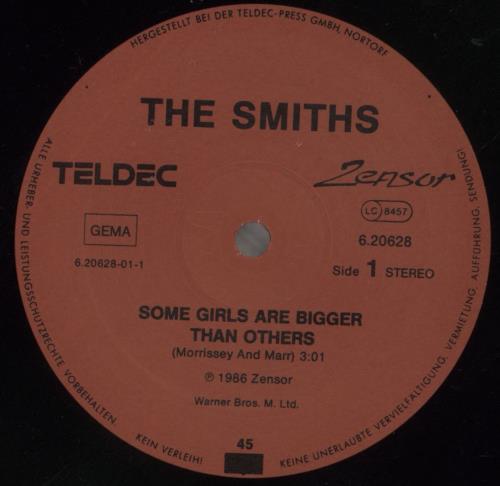 HERGESTELLT BEI DER TELDEC-PRESS GMBH, NORTORF
THE SMITHS
TELDEC
Zensor
LC 8457
GEMA
6.20628
6.20628-01-1
Side 1 STEREO
SOME GIRLS ARE BIGGER
THAN OTHERS
(Morrissey And Marr) 3:01
℗ 1986 Zensor
Warner Bros. M. Ltd.
45
ALLE URHEBER- UND LEISTUNGSSCHUTZRECHTE VORBEHALTEN.
KEIN VERLEIH!
KEINE UNERLAUBTE VERVIELFÄLTIGUNG, VERMIETUNG, AUFFÜHRUNG, SENDUNG!